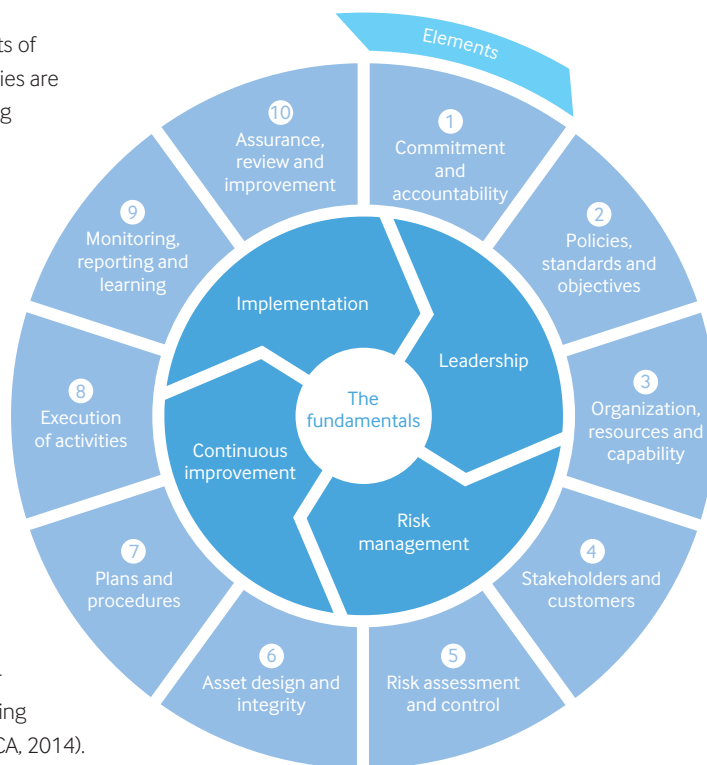 ts of
ies are
g
Elements
1
Commitment
and
accountability
2
Policies,
standards and
objectives
3
Organization,
resources and
capability
4
Stakeholders and
customers
5
Risk assessment
and control
6
Asset design and
integrity
7
Plans and
procedures
8
Execution
of activities
9
Monitoring,
reporting and
learning
10
Assurance,
review and
improvement
Implementation
Leadership
Risk
management
Continuous
improvement
The
fundamentals
ing
CA, 2014).